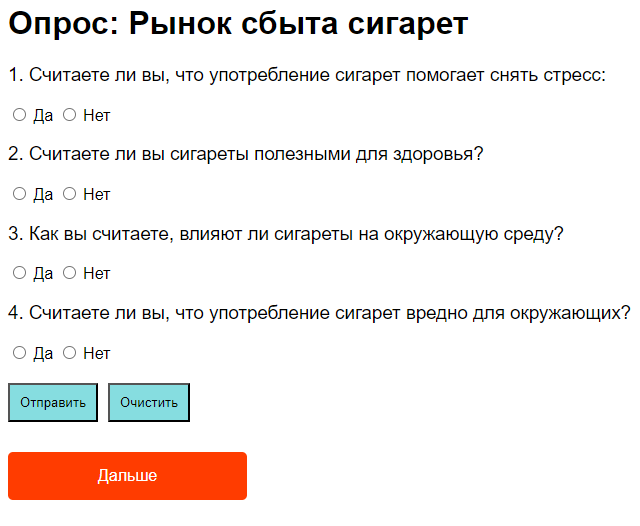 Опрос: Рынок сбыта сигарет
1. Считаете ли вы, что употребление сигарет помогает снять стресс:
Да Нет
2. Считаете ли вы сигареты полезными для здоровья?
Да Нет
3. Как вы считаете, влияют ли сигареты на окружающую среду?
Да Нет
4. Считаете ли вы, что употребление сигарет вредно для окружающих?
Да Нет
Отправить Очистить
Дальше